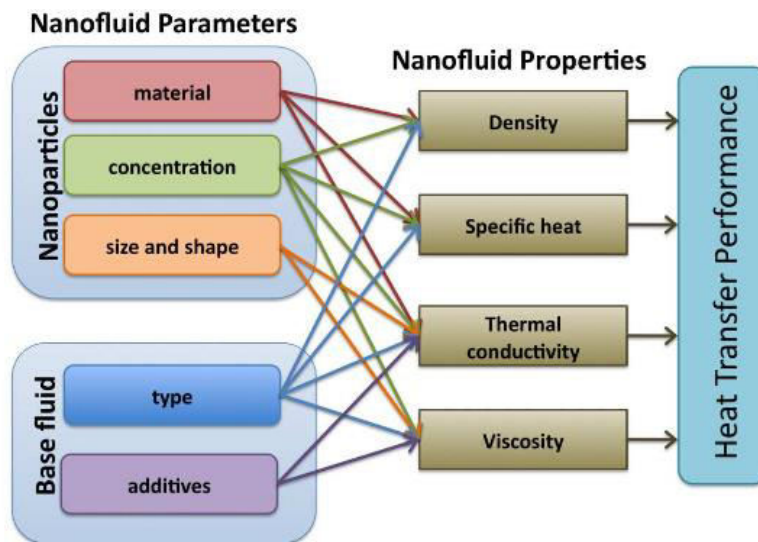 Nanofluid Parameters
Nanoparticles
material
concentration
size and shape
Base fluid
type
additives
Nanofluid Properties
Density
Specific heat
Thermal
conductivity
Viscosity
Heat Transfer Performance